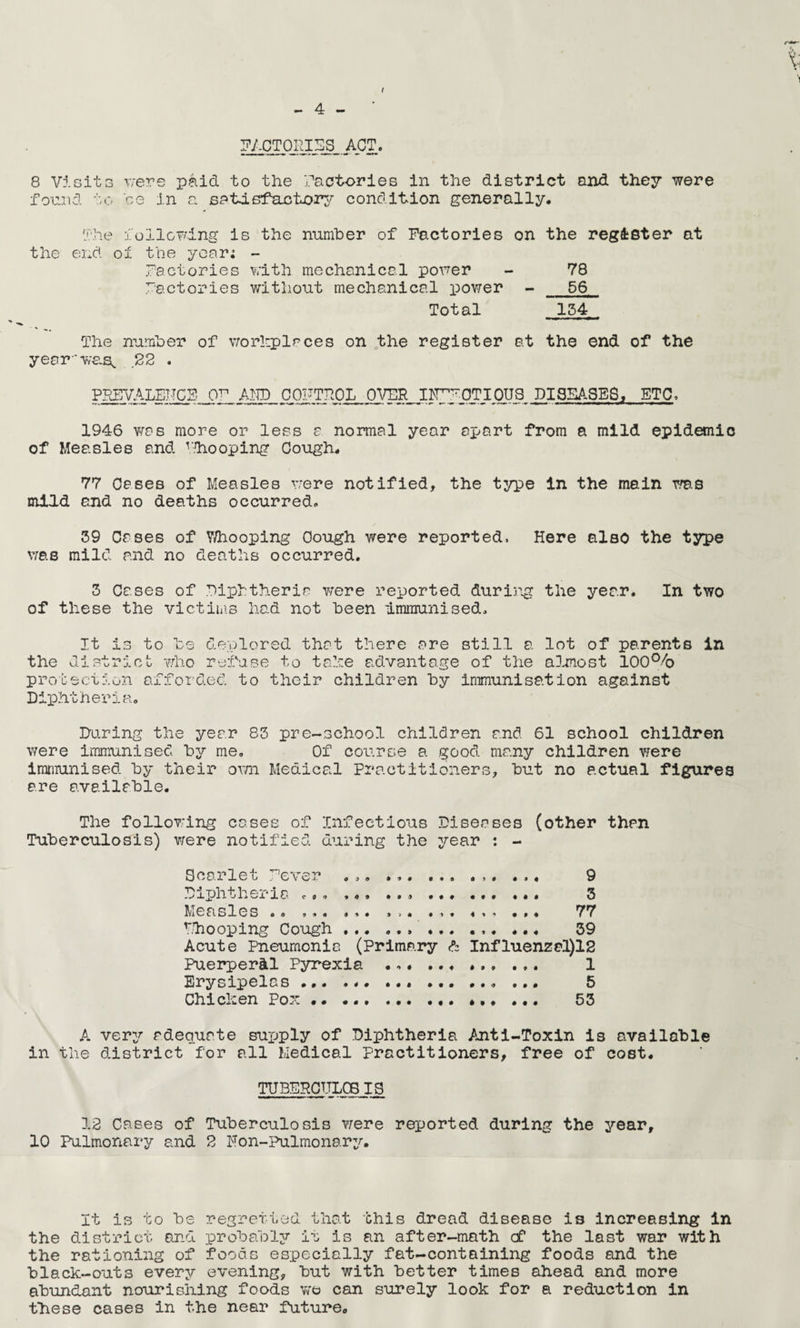 - 4 -
FACTORIES ACT.
8 Visits were paid to the Factories in the district and they were
found to be in a satisfactory condition generally.
The following is the number of Factories on the register at
the end of the year: -
Factories with mechanical power - 78
Factories without mechanical power - 56
Total 134
The number of workplaces on the register at the end of the
year was 22 .
PREVALENCE OF AND CONTROL OVER INFECTIOUS DISEASES, ETC.
1946 was more or less a normal year apart from a mild epidemic
of Measles and Whooping Cough.
77 Cases of Measles were notified, the type in the main was
mild and no deaths occurred.
39 Cases of Whooping Cough were reported. Here also the type
was mild and no deaths occurred.
3 Cases of Diphtheria were reported during the year. In two
of these the victims had not been immunised.
It is to be deplored that there are still a lot of parents in
the district who refuse to take advantage of the almost 100%
protection afforded to their children by immunisation against
Diphtheria.
During the year 83 pre-school children and 61 school children
were immunised by me. Of course a good many children were
immunised by their own Medical Practitioners, but no actual figures
are available.
The following cases of Infectious Diseases (other than
Tuberculosis) were notified during the year : -
Scarlet Fever ... ... ... ... ... 9
Diphtheria ... ... ... ... ... ... 3
Measles .. ... ... ... ... ... ... 77
Whooping Cough ... ... ... ... ... 39
Acute Pneumonia (Primary & Influenzal)12
Puerperal Pyrexia ... ... ... ... 1
Erysipelas ... ... ... ... ... ... 5
Chicken Pox .. ... ... ... ... ... 53
A very adequate supply of Diphtheria Anti-Toxin is available
in the district for all Medical Practitioners, free of cost.
TUBERCULOSIS
12 Cases of Tuberculosis were reported during the year,
10 Pulmonary and 2 Non-Pulmonary.
It is to be regretted that this dread disease is increasing in
the district and probably it is an after-math of the last war with
the rationing of foods especially fat-containing foods and the
black-outs every evening, but with better times ahead and more
abundant nourishing foods we can surely look for a reduction in
these cases in the near future.